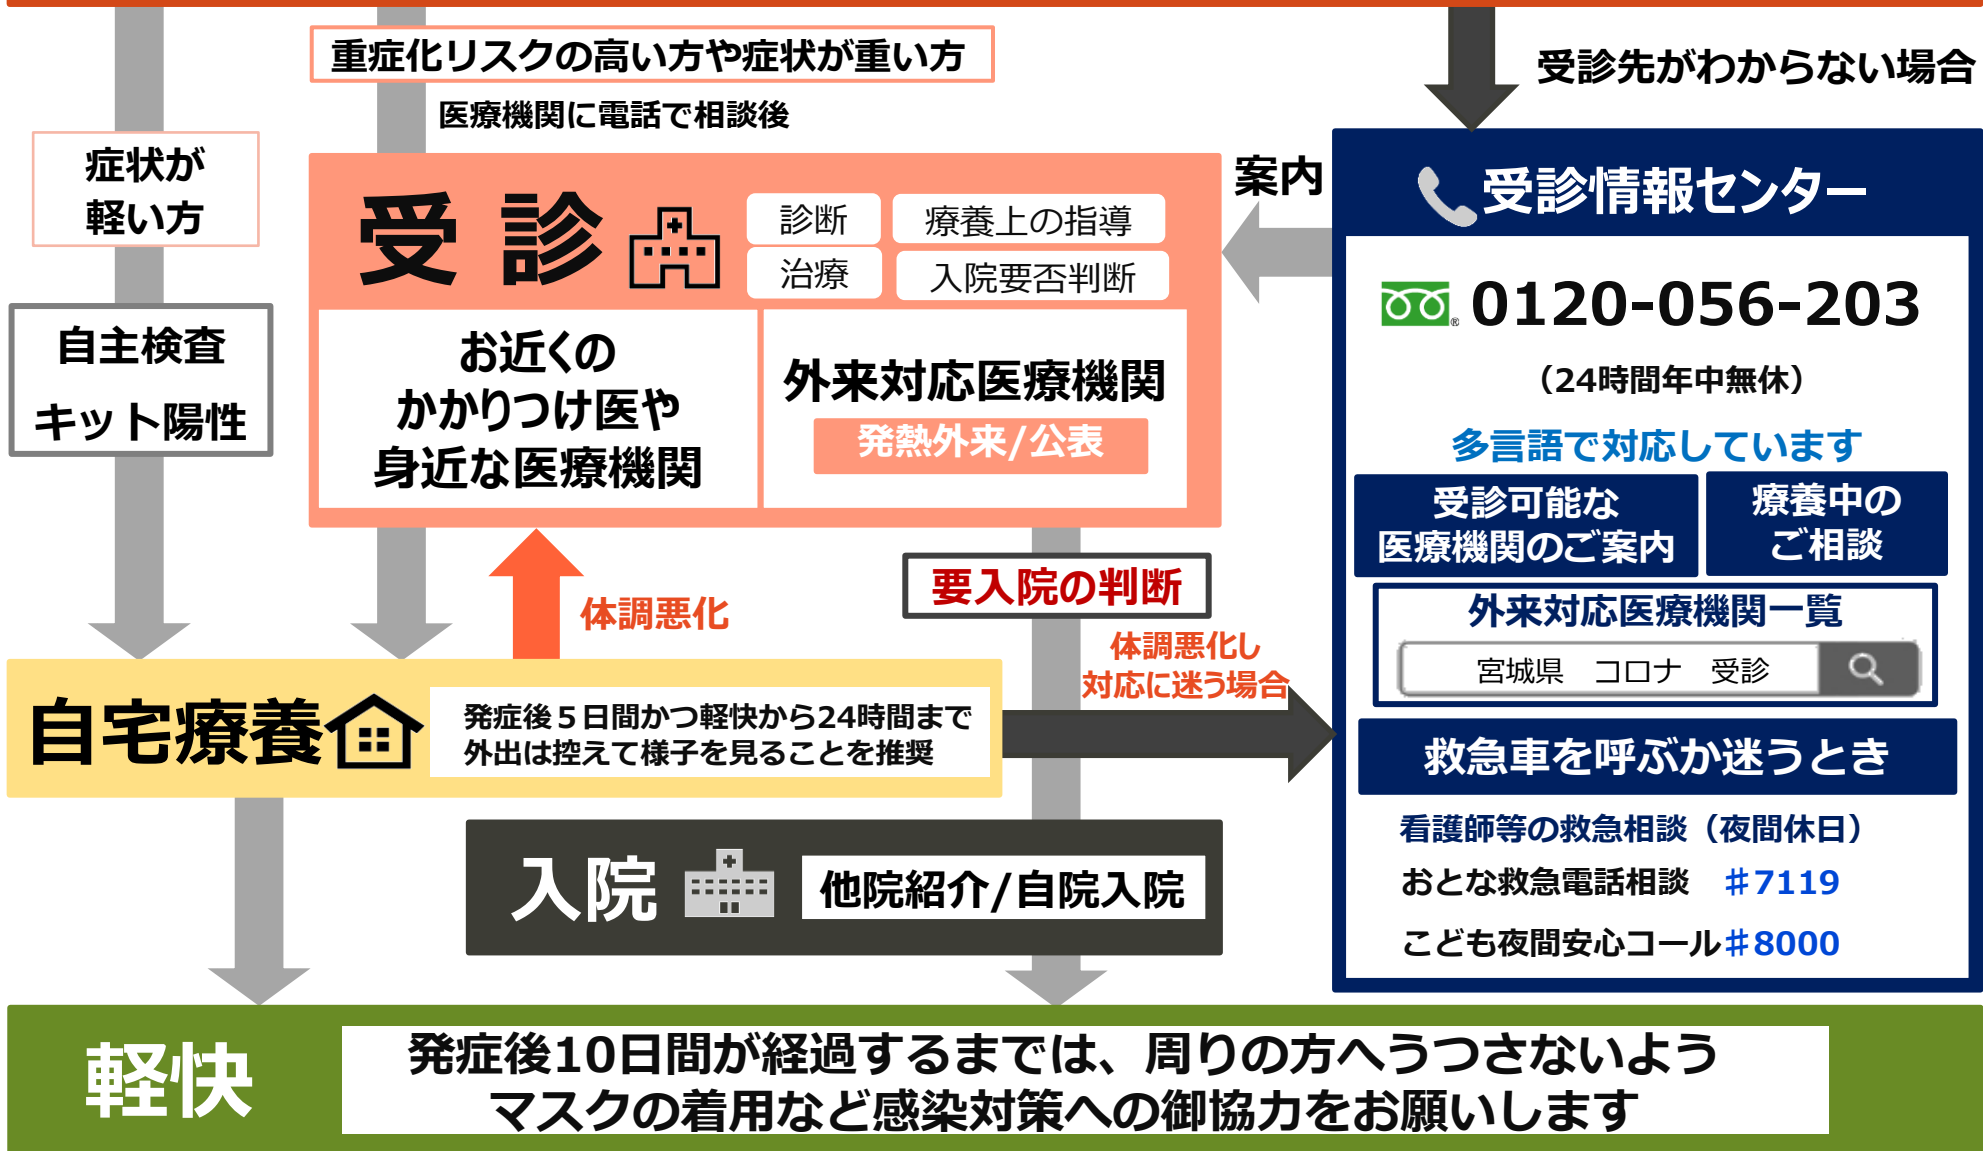 重症化リスクの高い方や症状が重い方
医療機関に電話で相談後
受診先がわからない場合
症状が
軽い方
自主検査
キット陽性
受 診
診断
療養上の指導
治療
入院要否判断
お近くの
かかりつけ医や
身近な医療機関
外来対応医療機関
発熱外来/公表
案内
受診情報センター
0120-056-203
（24時間年中無休）
多言語で対応しています
受診可能な
医療機関のご案内
療養中の
ご相談
外来対応医療機関一覧
宮城県 コロナ 受診
救急車を呼ぶか迷うとき
看護師等の救急相談（夜間休日）
おとな救急電話相談 ♯7119
こども夜間安心コール♯8000
体調悪化
要入院の判断
体調悪化し
対応に迷う場合
自宅療養
発症後５日間かつ軽快から24時間まで
外出は控えて様子を見ることを推奨
入院
他院紹介/自院入院
軽快
発症後10日間が経過するまでは、周りの方へうつさないよう
マスクの着用など感染対策への御協力をお願いします